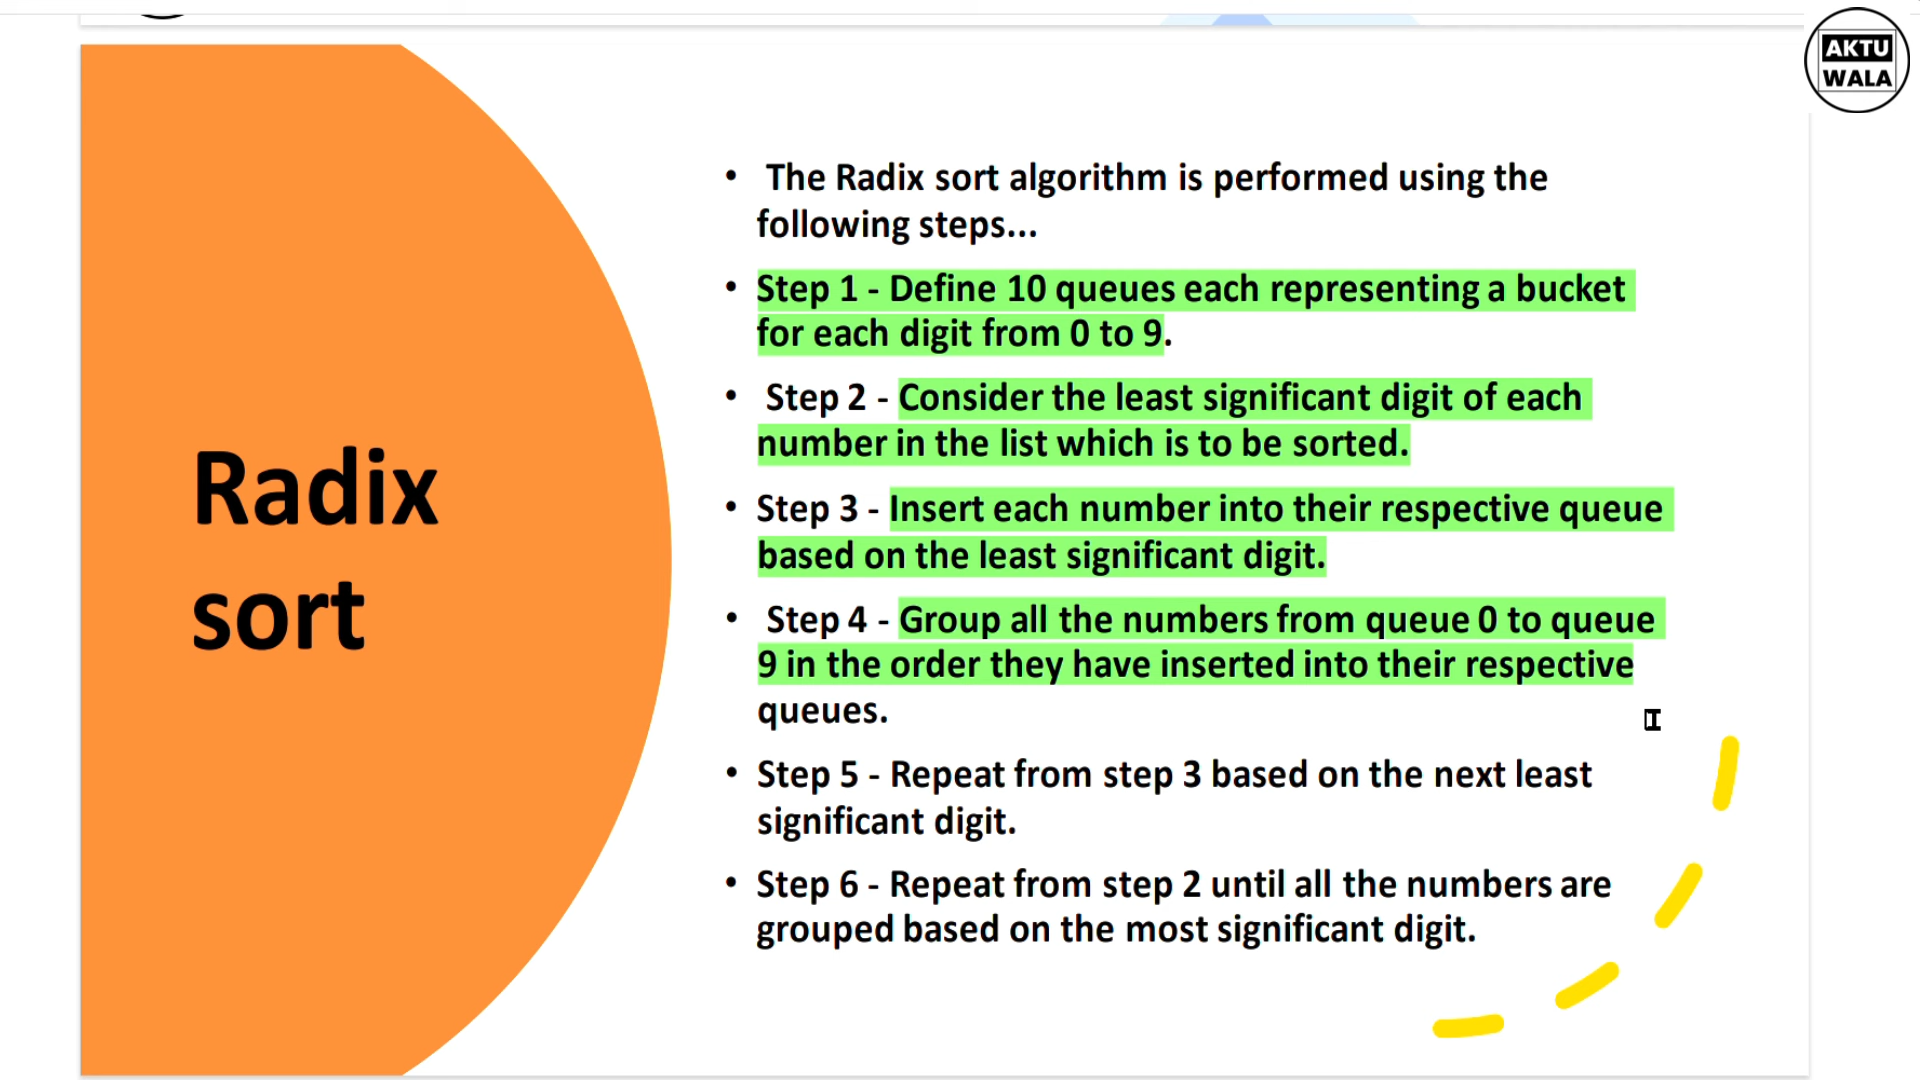 AKTU
WALA
Radix
sort
• The Radix sort algorithm is performed using the
following steps...
• Step 1 - Define 10 queues each representing a bucket
for each digit from 0 to 9.
• Step 2 - Consider the least significant digit of each
number in the list which is to be sorted.
• Step 3 - Insert each number into their respective queue
based on the least significant digit.
• Step 4 - Group all the numbers from queue 0 to queue
9 in the order they have inserted into their respective
queues.
• Step 5 - Repeat from step 3 based on the next least
significant digit.
• Step 6 - Repeat from step 2 until all the numbers are
grouped based on the most significant digit.